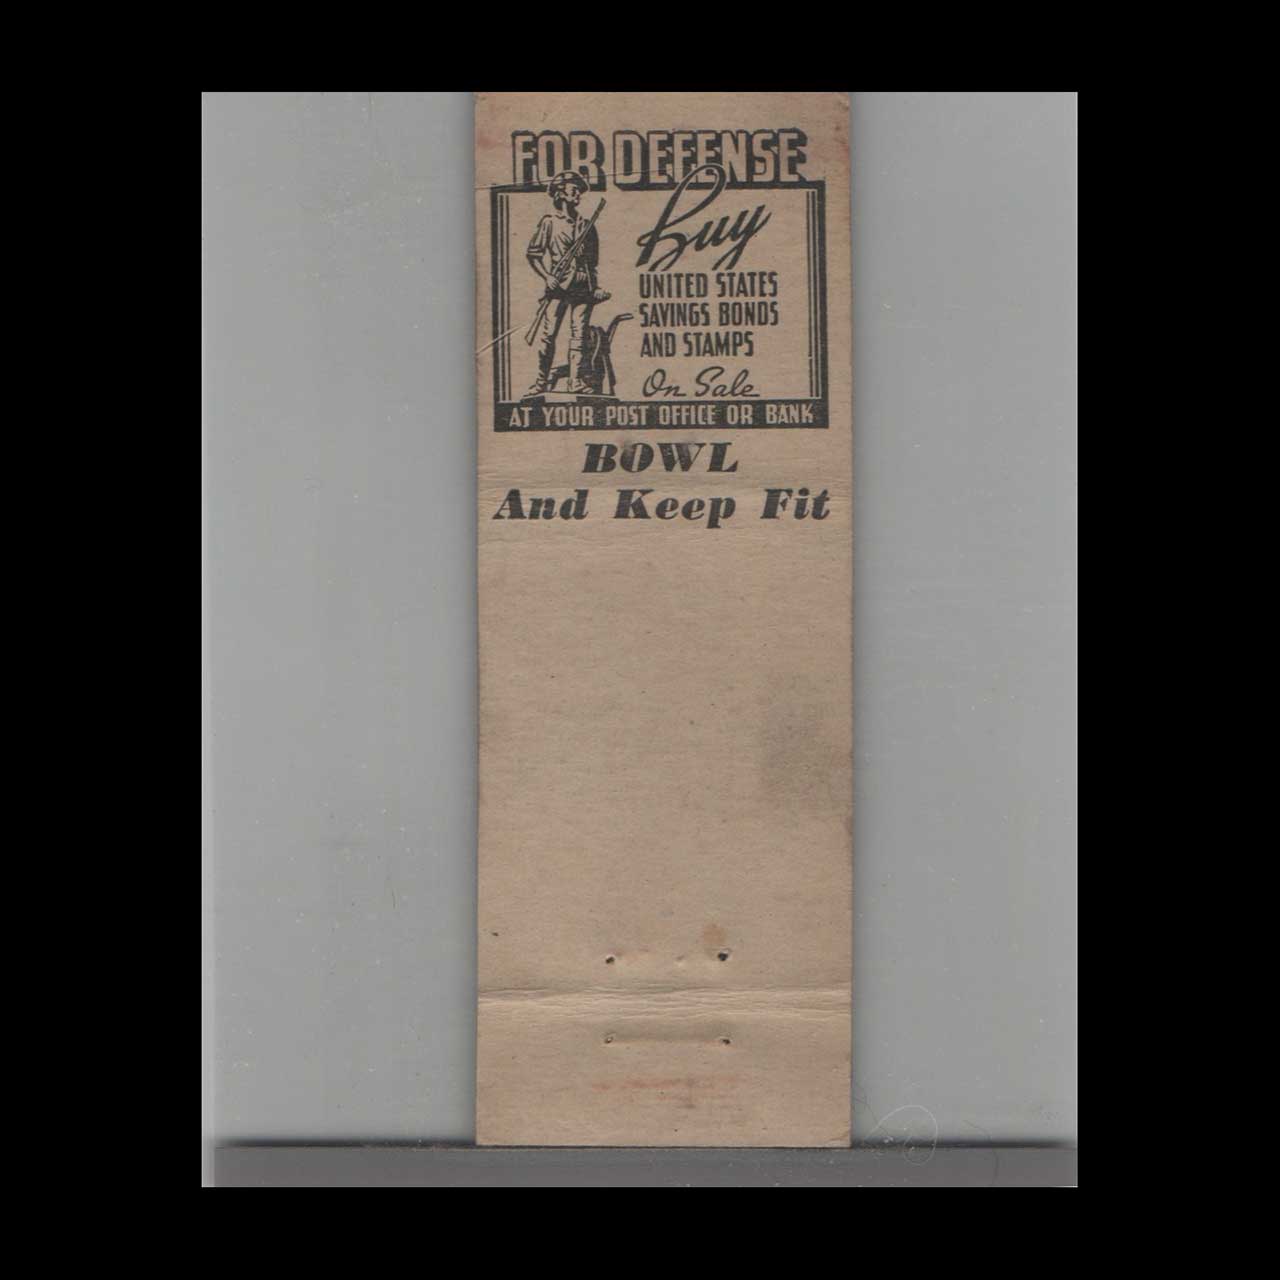 FOR DEFENSE
Buy
UNITED STATES
SAVINGS BONDS
AND STAMPS
On Sale
AT YOUR POST OFFICE OR BANK
BOWL
And Keep Fit